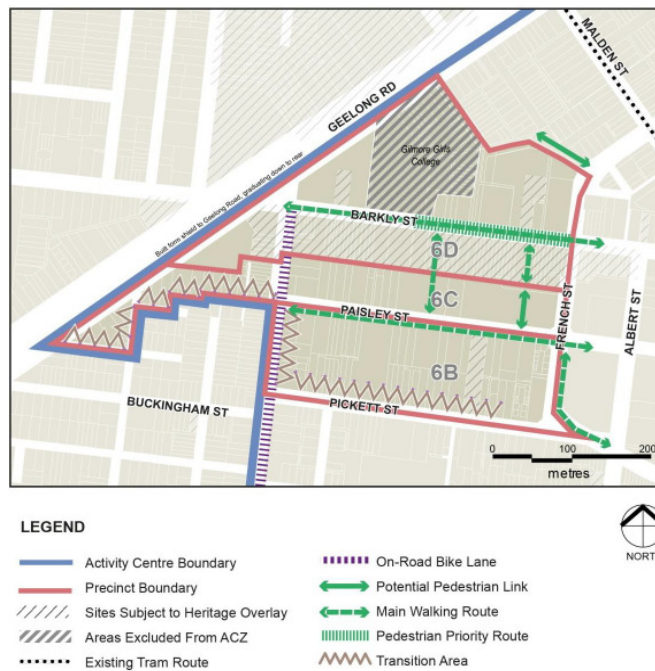 MALDEN ST
GEELONG RD
Gilmore Girls
College
Built form shield to Geelong Road, graduating down to rear
BARKLY ST
6D
6C
PAISLEY ST
FRENCH ST
ALBERT ST
6B
BUCKINGHAM ST
PICKETT ST
0 100 200
metres
LEGEND
Activity Centre Boundary
Precinct Boundary
Sites Subject to Heritage Overlay
Areas Excluded From ACZ
Existing Tram Route
On-Road Bike Lane
Potential Pedestrian Link
Main Walking Route
Pedestrian Priority Route
Transition Area
NORTH